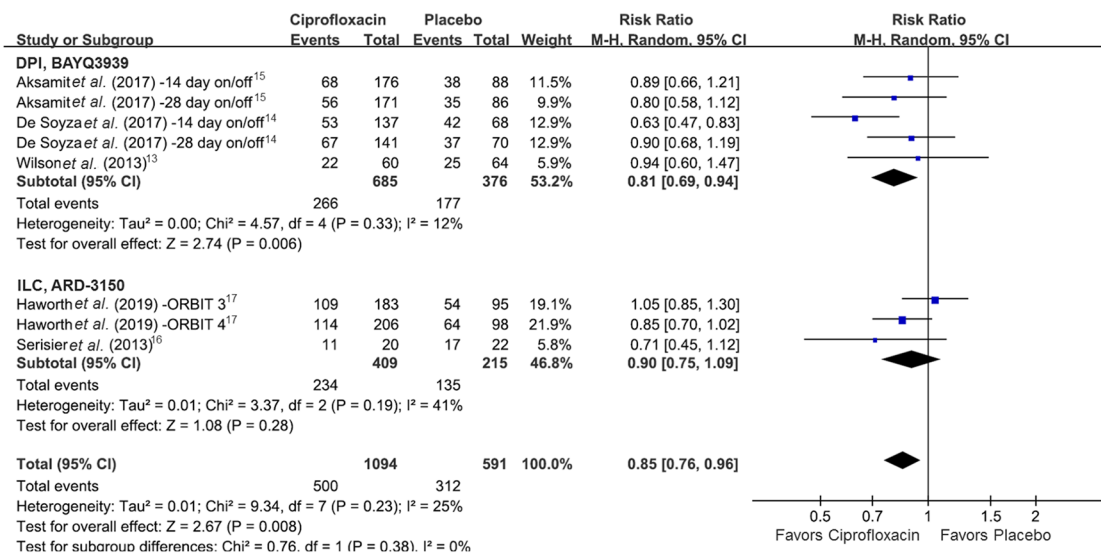 Ciprofloxacin Placebo Risk Ratio Risk Ratio
Study or Subgroup Events Total Events Total Weight M-H, Random, 95% CI M-H, Random, 95% CI
DPI, BAYQ3939
Aksamit et al. (2017) -14 day on/off15 68 176 38 88 11.5% 0.89 [0.66, 1.21]
Aksamit et al. (2017) -28 day on/off15 56 171 35 86 9.9% 0.80 [0.58, 1.12]
De Soyza et al. (2017) -14 day on/off14 53 137 42 68 12.9% 0.63 [0.47, 0.83]
De Soyza et al. (2017) -28 day on/off14 67 141 37 70 12.9% 0.90 [0.68, 1.19]
Wilson et al. (2013)13 22 60 25 64 5.9% 0.94 [0.60, 1.47]
Subtotal (95% CI) 685 376 53.2% 0.81 [0.69, 0.94]
Total events 266 177
Heterogeneity: Tau² = 0.00; Chi² = 4.57, df = 4 (P = 0.33); I² = 12%
Test for overall effect: Z = 2.74 (P = 0.006)
ILC, ARD-3150
Haworth et al. (2019) -ORBIT 317 109 183 54 95 19.1% 1.05 [0.85, 1.30]
Haworth et al. (2019) -ORBIT 417 114 206 64 98 21.9% 0.85 [0.70, 1.02]
Serisier et al. (2013)16 11 20 17 22 5.8% 0.71 [0.45, 1.12]
Subtotal (95% CI) 409 215 46.8% 0.90 [0.75, 1.09]
Total events 234 135
Heterogeneity: Tau² = 0.01; Chi² = 3.37, df = 2 (P = 0.19); I² = 41%
Test for overall effect: Z = 1.08 (P = 0.28)
Total (95% CI) 1094 591 100.0% 0.85 [0.76, 0.96]
Total events 500 312
Heterogeneity: Tau² = 0.01; Chi² = 9.34, df = 7 (P = 0.23); I² = 25%
Test for overall effect: Z = 2.67 (P = 0.008)
Test for subgroup differences: Chi² = 0.76, df = 1 (P = 0.38), I² = 0%
0.5 0.7 1 1.5 2
Favors Ciprofloxacin Favors Placebo